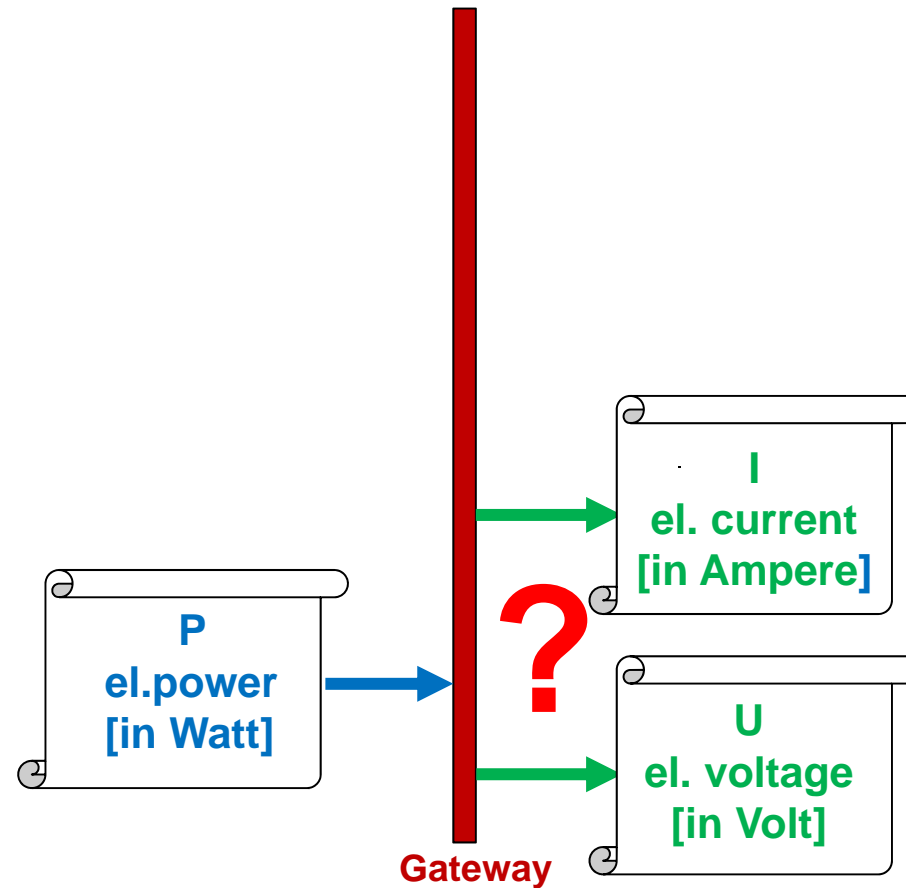 I
el. current
[in Ampere]
P
el.power
[in Watt]
?
U
el. voltage
[in Volt]
Gateway